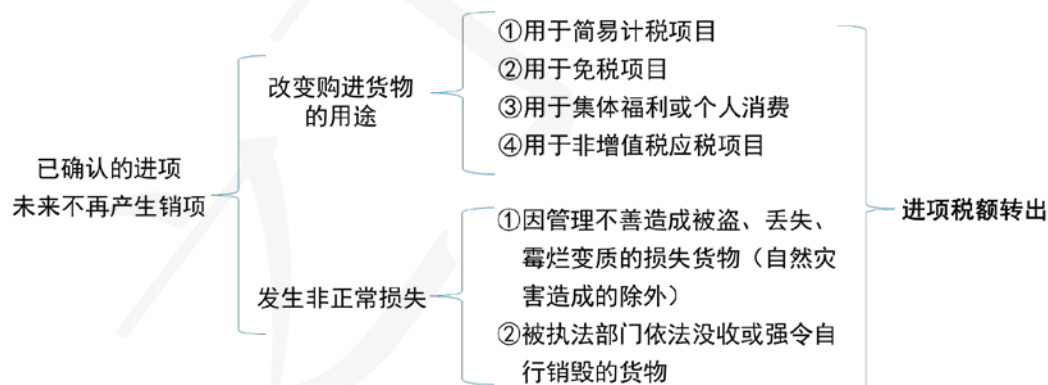 已确认的进项
未来不再产生销项
改变购进货物
的用途
①用于简易计税项目
②用于免税项目
③用于集体福利或个人消费
④用于非增值税应税项目
发生非正常损失
①因管理不善造成被盗、丢失、
霉烂变质的损失货物（自然灾
害造成的除外）
②被执法部门依法没收或强令自
行销毁的货物
进项税额转出